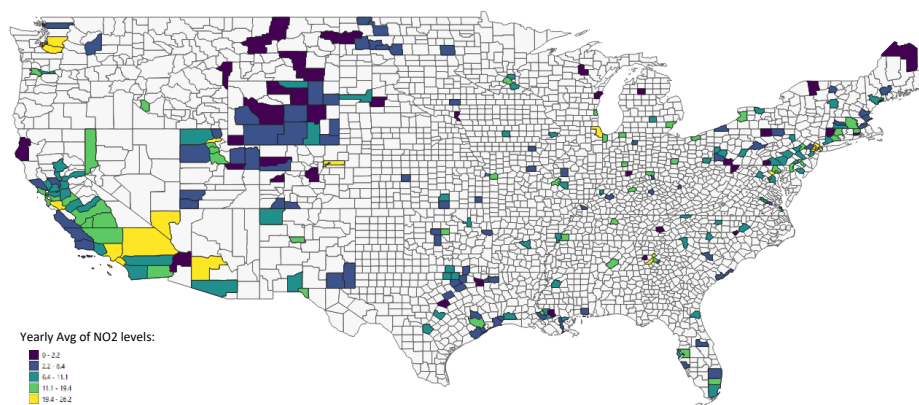 Yearly Avg of NO2 levels:
0 - 2.2
2.2 - 6.4
6.4 - 11.1
11.1 - 19.4
19.4 - 26.2